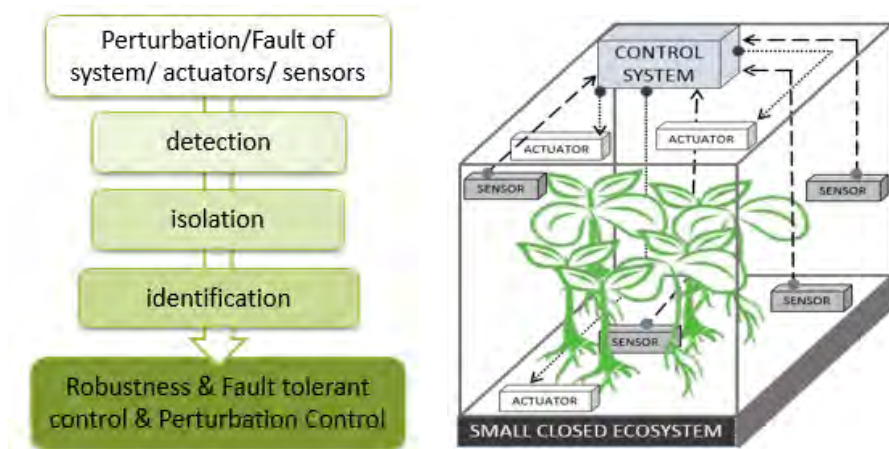 Perturbation/Fault of
system/ actuators/ sensors
detection
isolation
identification
Robustness & Fault tolerant
control & Perturbation Control
CONTROL
SYSTEM
ACTUATOR
ACTUATOR
SENSOR
SENSOR
SENSOR
SENSOR
ACTUATOR
SMALL CLOSED ECOSYSTEM